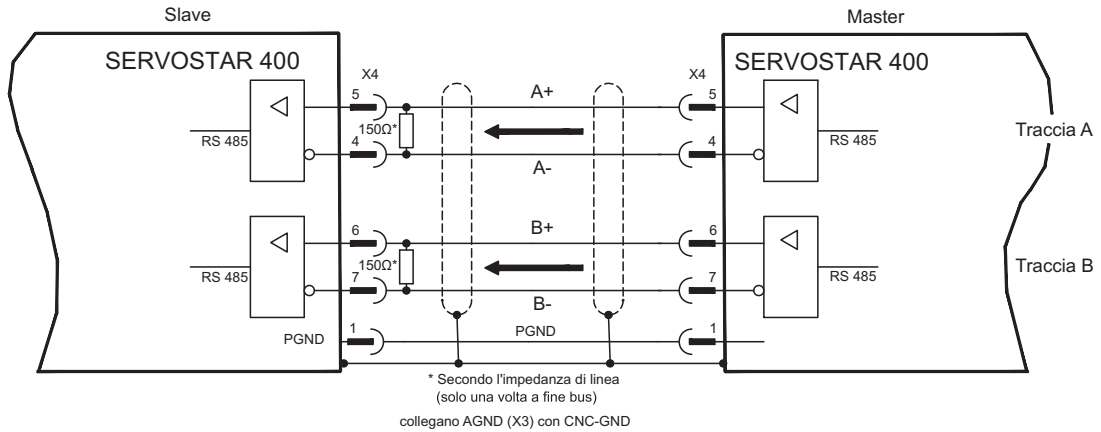 Slave
Master
SERVOSTAR 400
SERVOSTAR 400
X4
X4
5
A+
5
150Ω*
RS 485
RS 485
Traccia A
4
A-
4
6
B+
6
150Ω*
RS 485
RS 485
Traccia B
7
B-
7
PGND
1
PGND
1
* Secondo l'impedanza di linea
(solo una volta a fine bus)
collegano AGND (X3) con CNC-GND